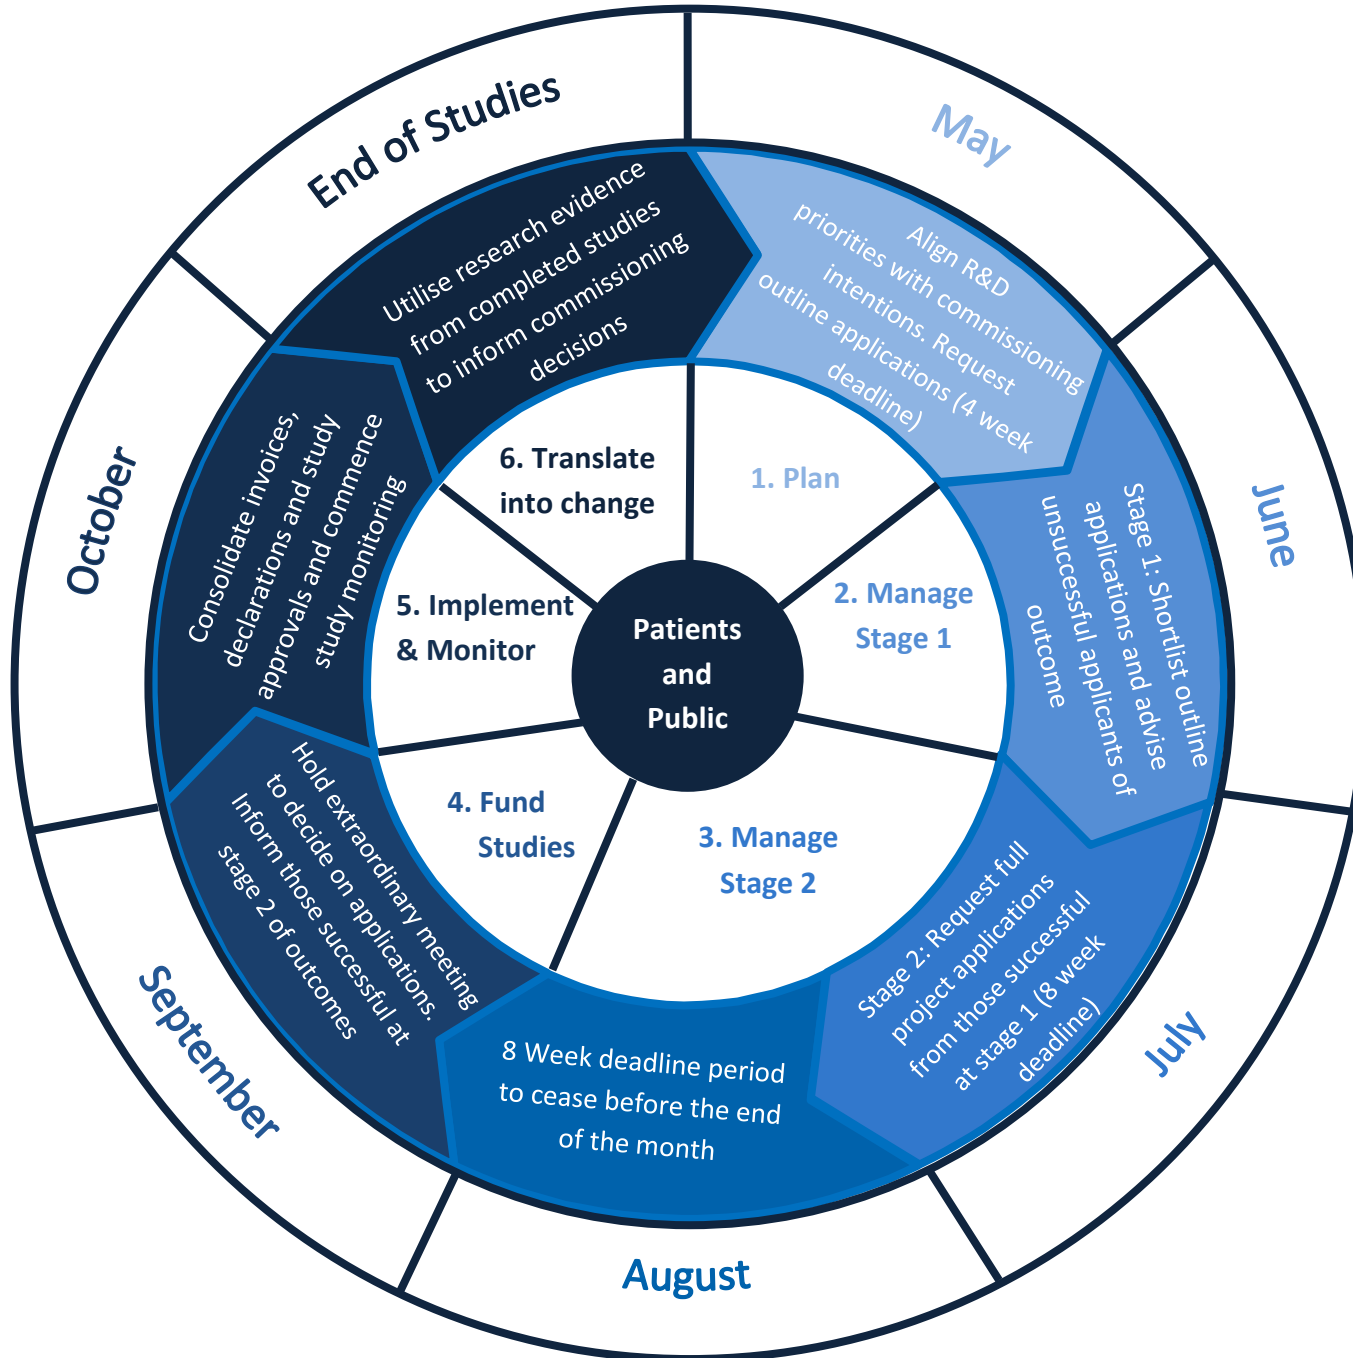 May
Align R&D
priorities with commissioning
intentions. Request
outline applications (4 week
deadline)
1. Plan
June
Stage 1: Shortlist outline
applications and advise
unsuccessful applicants of
outcome
2. Manage
Stage 1
July
Stage 2: Request full
project applications
from those successful
at stage 1 (8 week
deadline)
3. Manage
Stage 2
August
8 Week deadline period
to cease before the end
of the month
September
Hold extraordinary meeting
to decide on applications.
Inform those successful at
stage 2 of outcomes
4. Fund
Studies
October
Consolidate invoices,
declarations and study
approvals and commence
study monitoring
5. Implement
& Monitor
End of Studies
Utilise research evidence
from completed studies
to inform commissioning
decisions
6. Translate
into change
Patients
and
Public